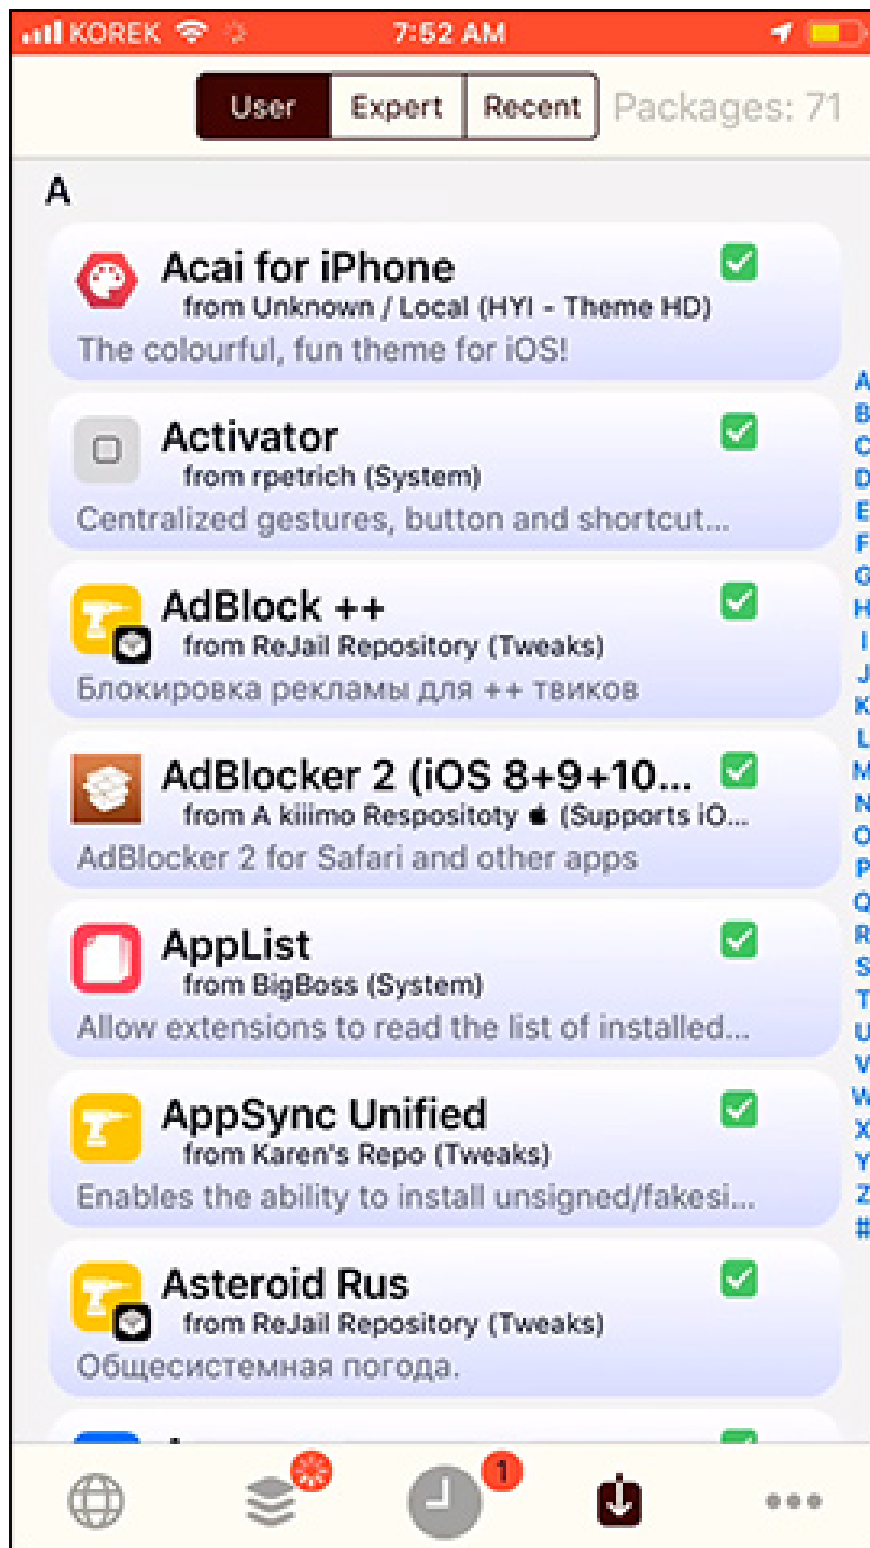 KOREK 7:52 AM
User Expert Recent Packages: 71
A
Acai for iPhone
from Unknown / Local (HYI - Theme HD)
The colourful, fun theme for iOS!
Activator
from rpetrich (System)
Centralized gestures, button and shortcut...
AdBlock ++
from ReJail Repository (Tweaks)
Блокировка рекламы для ++ твиков
AdBlocker 2 (iOS 8+9+10...
from A kiiimo Respositoty (Supports iO...
AdBlocker 2 for Safari and other apps
AppList
from BigBoss (System)
Allow extensions to read the list of installed...
AppSync Unified
from Karen's Repo (Tweaks)
Enables the ability to install unsigned/fakesi...
Asteroid Rus
from ReJail Repository (Tweaks)
Общесистемная погода.
A
B
C
D
E
F
G
H
I
J
K
L
M
N
O
P
Q
R
S
T
U
V
W
X
Y
Z
#
1